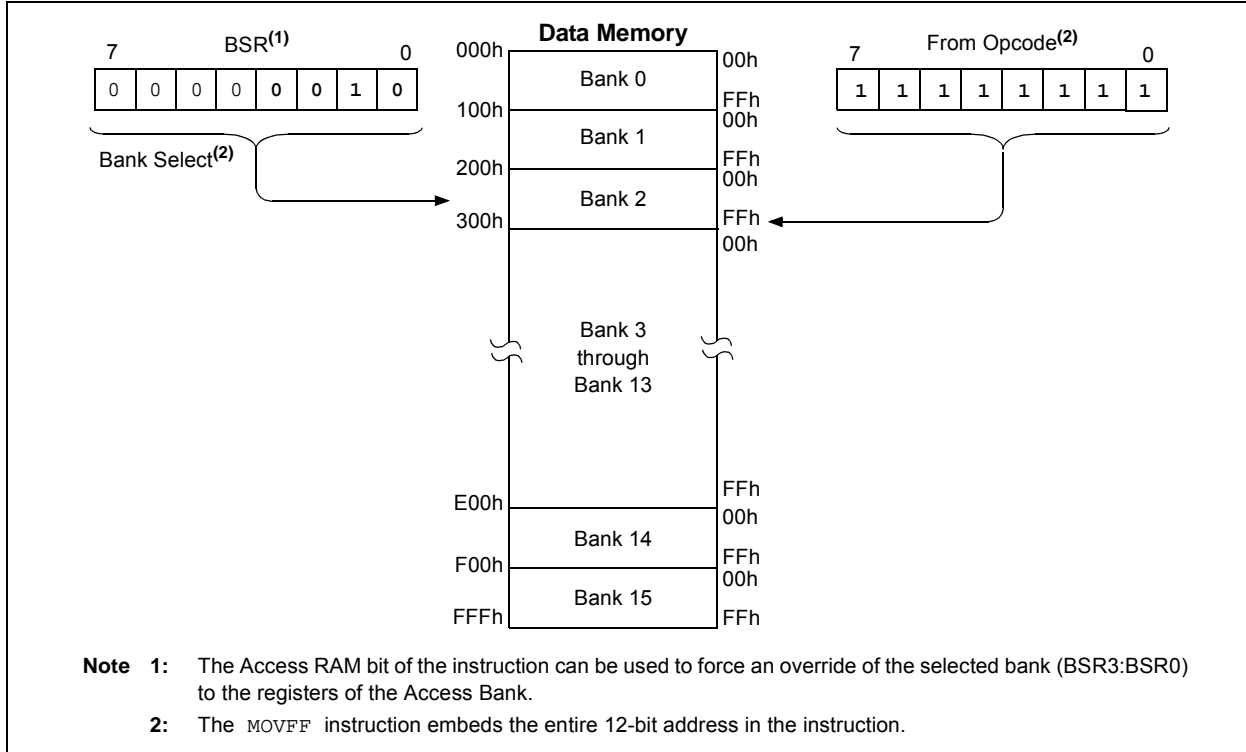 Data Memory
BSR(1)
7 0
0 0 0 0 0 0 1 0
Bank Select(2)
From Opcode(2)
7 0
1 1 1 1 1 1 1 1
000h
Bank 0
00h
FFh
100h
Bank 1
00h
FFh
200h
Bank 2
00h
FFh
300h
Bank 3
through
Bank 13
00h
FFh
E00h
Bank 14
00h
FFh
F00h
Bank 15
00h
FFh
FFFh
Note 1: The Access RAM bit of the instruction can be used to force an override of the selected bank (BSR3:BSR0)
to the registers of the Access Bank.
2: The MOVFF instruction embeds the entire 12-bit address in the instruction.